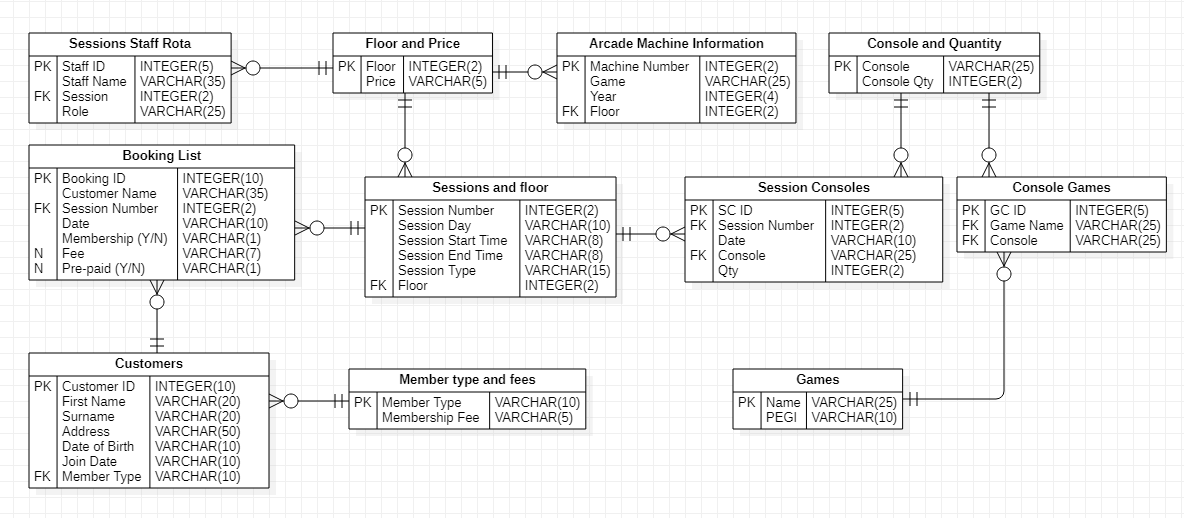 Sessions Staff Rota
PK Staff ID INTEGER(5)
Staff Name VARCHAR(35)
FK Session INTEGER(2)
Role VARCHAR(25)
Floor and Price
PK Floor INTEGER(2)
Price VARCHAR(5)
Arcade Machine Information
PK Machine Number INTEGER(2)
Game VARCHAR(25)
Year INTEGER(4)
FK Floor INTEGER(2)
Console and Quantity
PK Console VARCHAR(25)
Console Qty INTEGER(2)
Booking List
PK Booking ID INTEGER(10)
Customer Name VARCHAR(35)
FK Session Number INTEGER(2)
Date VARCHAR(10)
Membership (Y/N) VARCHAR(1)
N Fee VARCHAR(7)
N Pre-paid (Y/N) VARCHAR(1)
Sessions and floor
PK Session Number INTEGER(2)
Session Day VARCHAR(10)
Session Start Time VARCHAR(8)
Session End Time VARCHAR(8)
Session Type VARCHAR(15)
FK Floor INTEGER(2)
Session Consoles
PK SC ID INTEGER(5)
FK Session Number INTEGER(2)
Date VARCHAR(10)
FK Console VARCHAR(25)
Qty INTEGER(2)
Console Games
PK GC ID INTEGER(5)
FK Game Name VARCHAR(25)
FK Console VARCHAR(25)
Customers
PK Customer ID INTEGER(10)
First Name VARCHAR(20)
Surname VARCHAR(20)
Address VARCHAR(50)
Date of Birth VARCHAR(10)
Join Date VARCHAR(10)
FK Member Type VARCHAR(10)
Member type and fees
PK Member Type VARCHAR(10)
Membership Fee VARCHAR(5)
Games
PK Name VARCHAR(25)
PEGI VARCHAR(10)